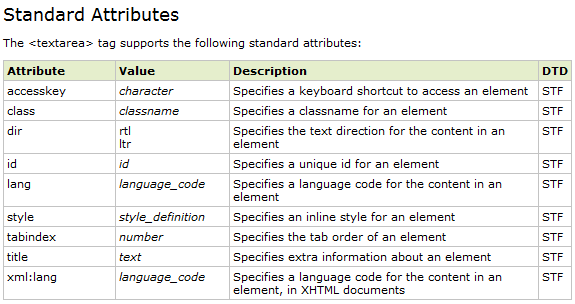 Standard Attributes
The <textarea> tag supports the following standard attributes:
Attribute Value Description DTD
accesskey character Specifies a keyboard shortcut to access an element STF
class classname Specifies a classname for an element STF
dir rtl Specifies the text direction for the content in an STF
ltr element
id id Specifies a unique id for an element STF
lang language_code Specifies a language code for the content in an STF
element
style style_definition Specifies an inline style for an element STF
tabindex number Specifies the tab order of an element STF
title text Specifies extra information about an element STF
xml:lang language_code Specifies a language code for the content in an STF
element, in XHTML documents